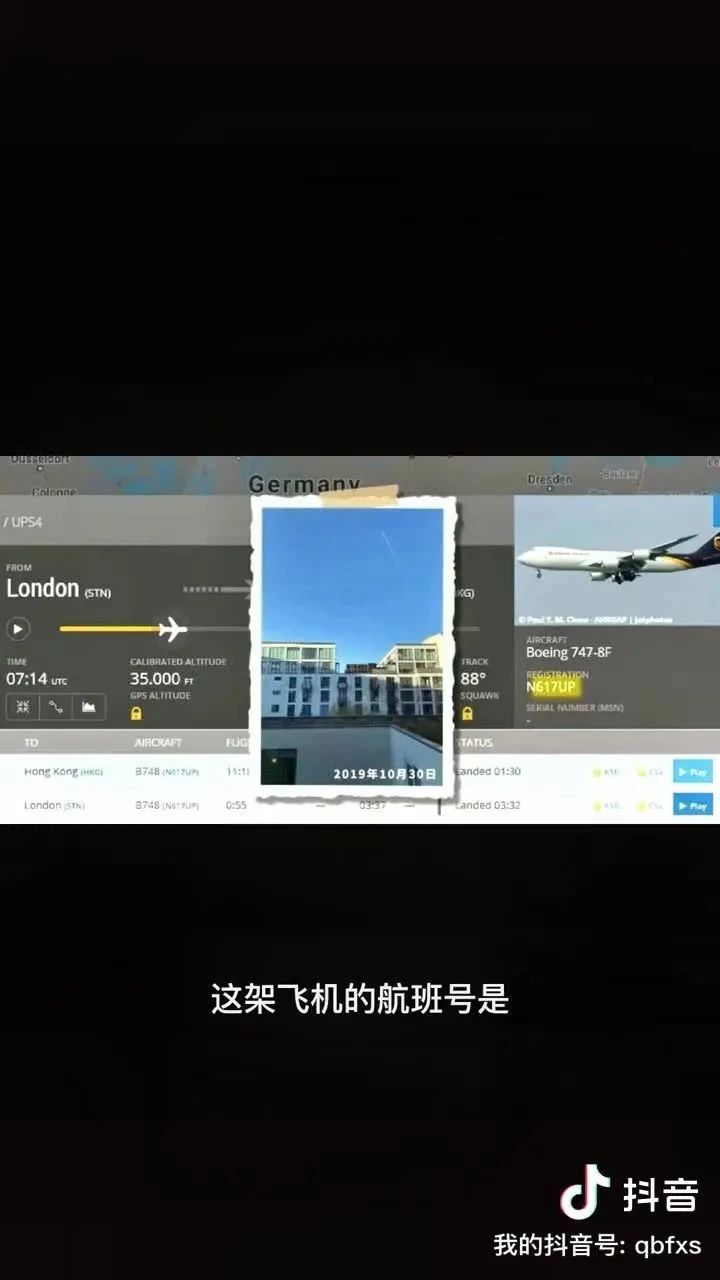 Dusseldorf
Cologne
Germany
Dresden
Bautzen
/ UPS4
FROM
London (STN)
KG)
TIME
07:14 UTC
CALIBRATED ALTITUDE
35.000 FT
GPS ALTITUDE
TRACK
88°
SQUAWK
© Paul Y. M. Chow - AHKGAP | jetphotos
AIRCRAFT
Boeing 747-8F
REGISTRATION
N617UP
SERIAL NUMBER (MSN)
-
TO
AIRCRAFT
FLIG
STATUS
Hong Kong (HKG)
B748 (N617UP)
11:1
Landed 01:30
KML
CSV
Play
London (STN)
B748 (N617UP)
0:55
—
03:37
—
Landed 03:32
KML
CSV
Play
2019年10月30日
这架飞机的航班号是
抖音
我的抖音号: qbfxs